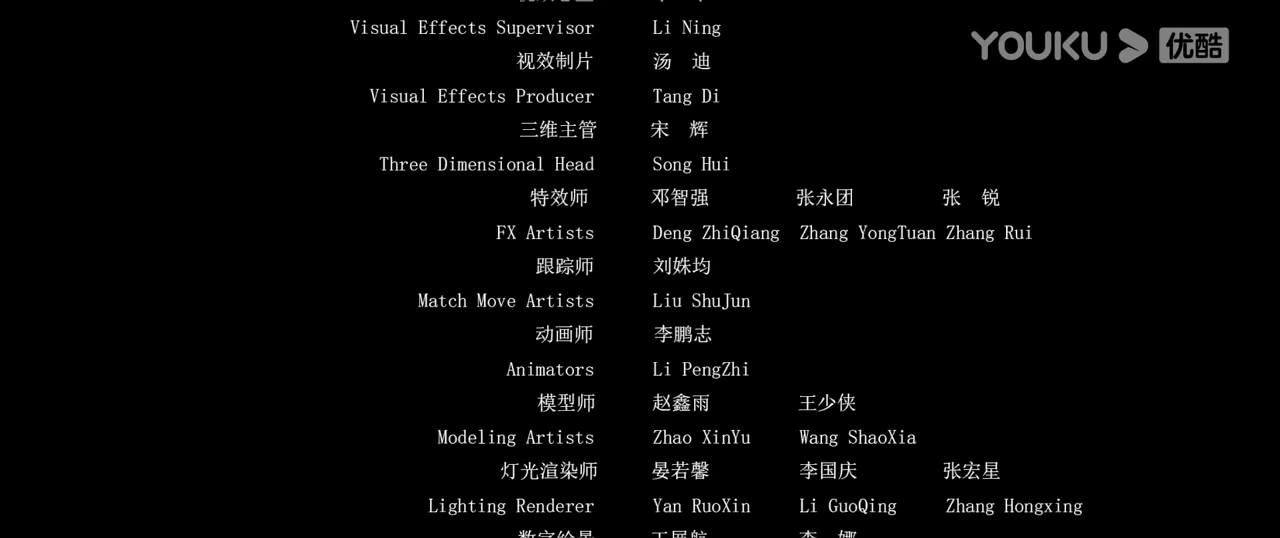 Visual Effects Supervisor Li Ning
YOUKU 优酷
视效制片 汤 迪
Visual Effects Producer Tang Di
三维主管 宋 辉
Three Dimensional Head Song Hui
特效师 邓智强 张永团 张 锐
FX Artists Deng ZhiQiang Zhang YongTuan Zhang Rui
跟踪师 刘姝均
Match Move Artists Liu ShuJun
动画师 李鹏志
Animators Li PengZhi
模型师 赵鑫雨 王少侠
Modeling Artists Zhao XinYu Wang ShaoXia
灯光渲染师 晏若馨 李国庆 张宏星
Lighting Renderer Yan RuoXin Li GuoQing Zhang Hongxing